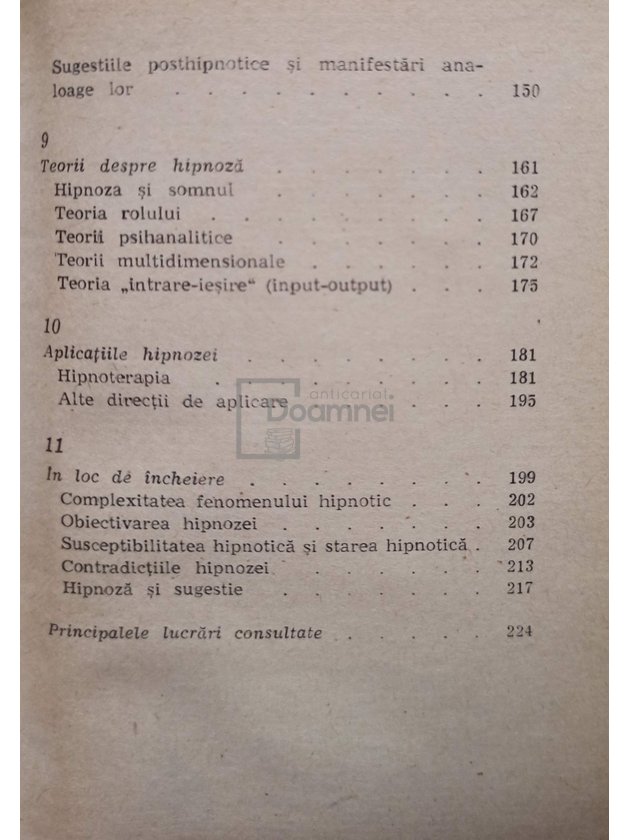 Sugestiile posthipnotice și manifestări ana-
loage lor . . . . . . . . . . 150
9
Teorii despre hipnoză . . . . . . . 161
Hipnoza și somnul . . . . . . . 162
Teoria rolului . . . . . . . . . 167
Teorii psihanalitice . . . . . . . 170
Teorii multidimensionale . . . . . . 172
Teoria „intrare-ieșire“ (input-output) . . . 175
10
Aplicațiile hipnozei . . . . . . . . 181
Hipnoterapia . . . . . . . . . 181
Alte direcții de aplicare . . . . . . 195
anticariat
Doamnei
11
In loc de încheiere . . . . . . . . 199
Complexitatea fenomenului hipnotic . . . 202
Obiectivarea hipnozei . . . . . . . 203
Susceptibilitatea hipnotică și starea hipnotică . 207
Contradicțiile hipnozei . . . . . . 213
Hipnoză și sugestie . . . . . . . 217
Principalele lucrări consultate . . . . . 224